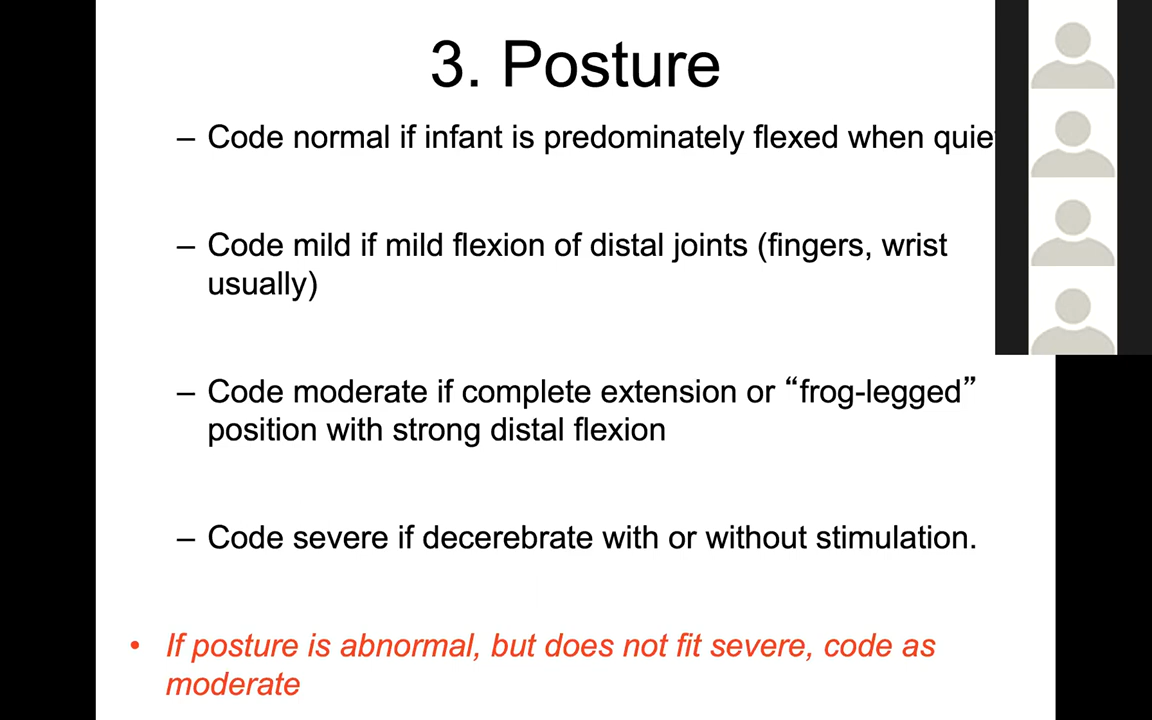 3. Posture
– Code normal if infant is predominately flexed when quie
– Code mild if mild flexion of distal joints (fingers, wrist
usually)
– Code moderate if complete extension or “frog-legged”
position with strong distal flexion
– Code severe if decerebrate with or without stimulation.
• If posture is abnormal, but does not fit severe, code as
moderate